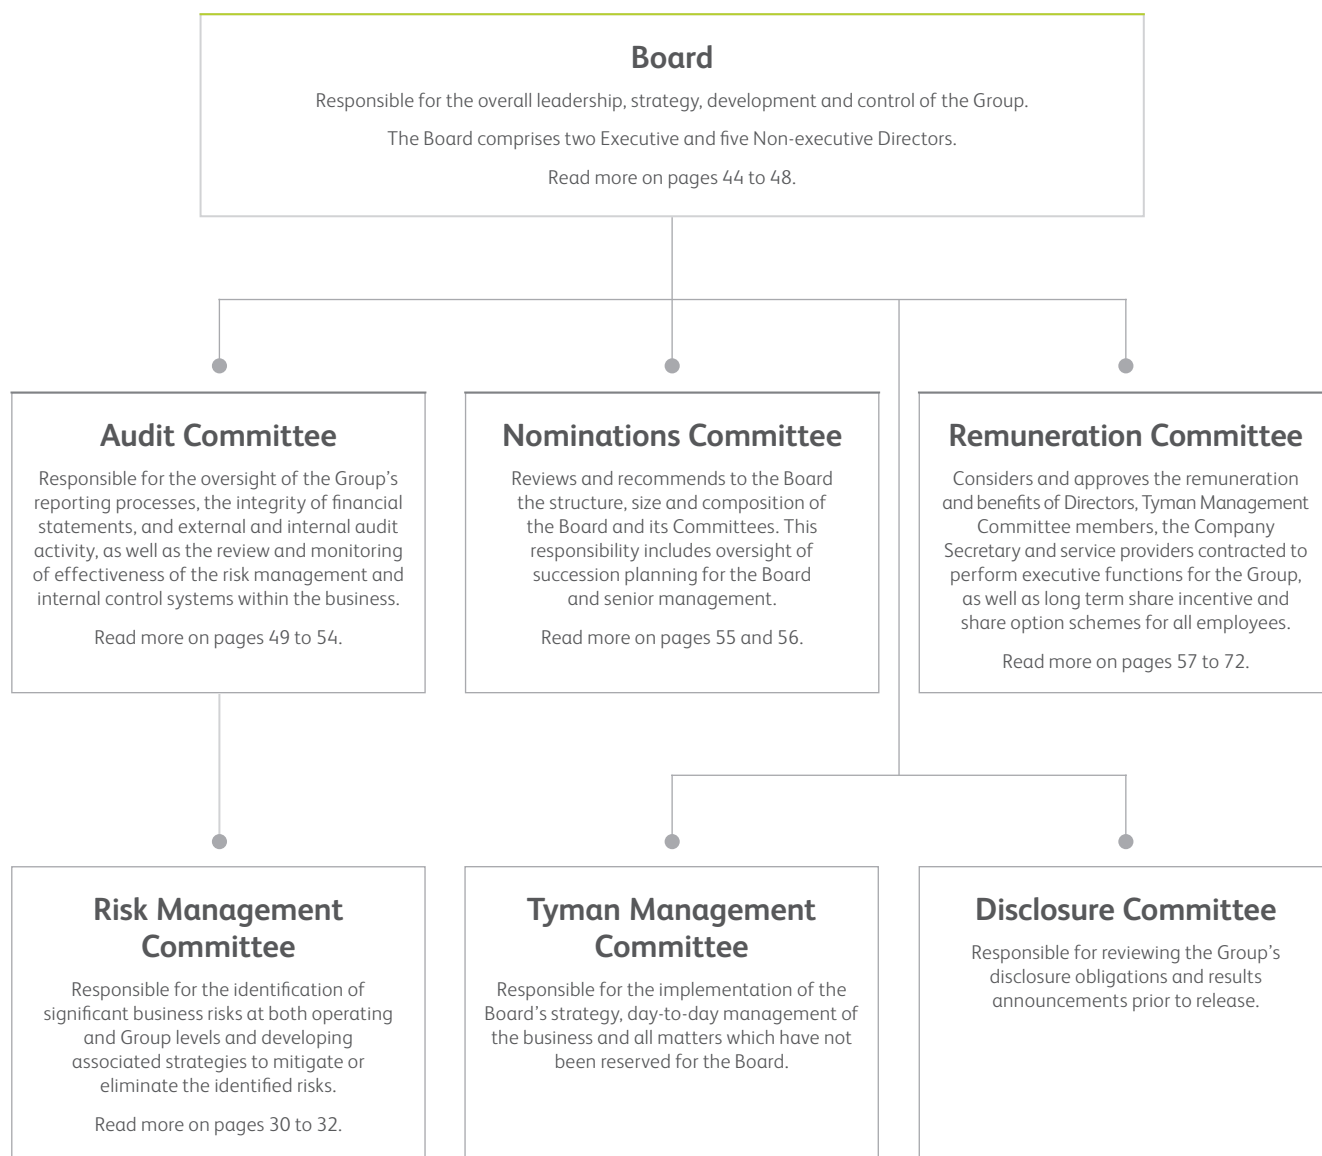 Board
Responsible for the overall leadership, strategy, development and control of the Group.
The Board comprises two Executive and five Non-executive Directors.
Read more on pages 44 to 48.
Audit Committee
Responsible for the oversight of the Group’s
reporting processes, the integrity of financial
statements, and external and internal audit
activity, as well as the review and monitoring
of effectiveness of the risk management and
internal control systems within the business.
Read more on pages 49 to 54.
Nominations Committee
Reviews and recommends to the Board
the structure, size and composition of
the Board and its Committees. This
responsibility includes oversight of
succession planning for the Board
and senior management.
Read more on pages 55 and 56.
Remuneration Committee
Considers and approves the remuneration
and benefits of Directors, Tyman Management
Committee members, the Company
Secretary and service providers contracted to
perform executive functions for the Group,
as well as long term share incentive and
share option schemes for all employees.
Read more on pages 57 to 72.
Risk Management
Committee
Responsible for the identification of
significant business risks at both operating
and Group levels and developing
associated strategies to mitigate or
eliminate the identified risks.
Read more on pages 30 to 32.
Tyman Management
Committee
Responsible for the implementation of the
Board’s strategy, day-to-day management of
the business and all matters which have not
been reserved for the Board.
Disclosure Committee
Responsible for reviewing the Group’s
disclosure obligations and results
announcements prior to release.